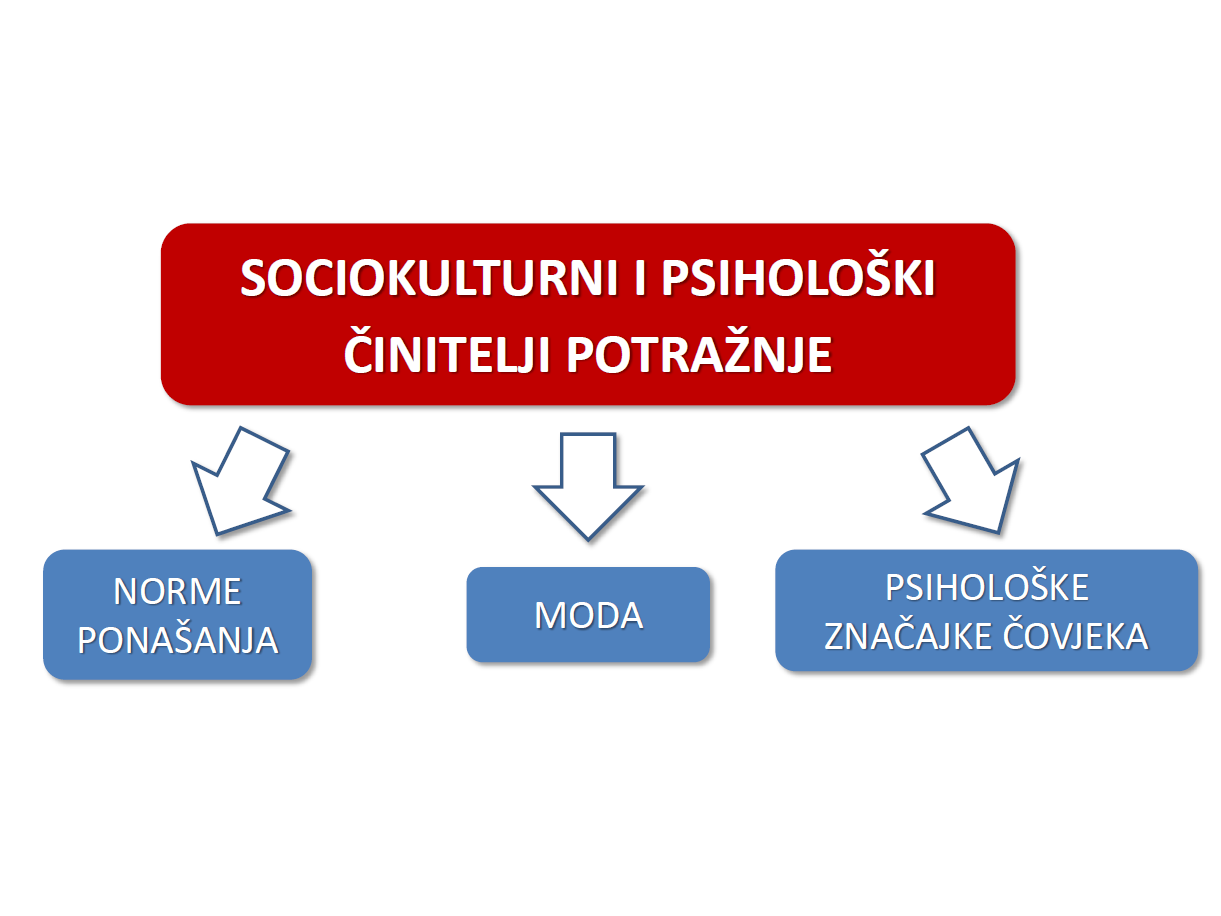 SOCIOKULTURNI I PSIHOLOŠKI
ČINITELJI POTRAŽNJE
NORME
PONAŠANJA
MODA
PSIHOLOŠKE
ZNAČAJKE ČOVJEKA